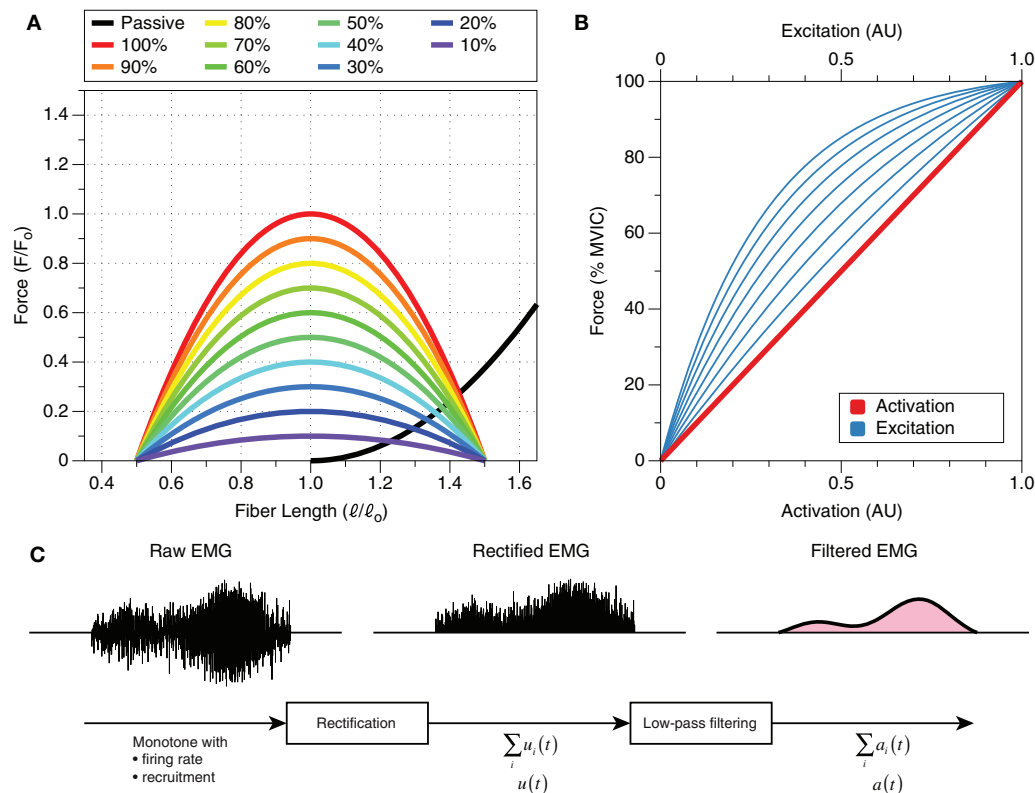 A
Passive
80%
50%
20%
100%
70%
40%
10%
90%
60%
30%
Force (F/Fo)
1.4
1.2
1.0
0.8
0.6
0.4
0.2
0
0.4
0.6
0.8
1.0
1.2
1.4
1.6
Fiber Length (ℓ/ℓo)
B
Excitation (AU)
0
0.5
1.0
Force (% MVIC)
100
80
60
40
20
0
Activation
Excitation
0
0.5
1.0
Activation (AU)
C
Raw EMG
Rectified EMG
Filtered EMG
Rectification
Low-pass filtering
Monotone with
• firing rate
• recruitment
∑ᵢ uᵢ(t)
u(t)
∑ᵢ aᵢ(t)
a(t)